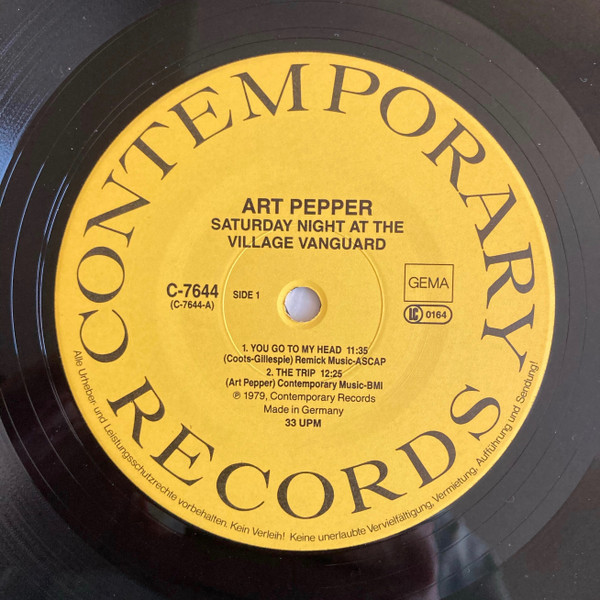 CONTEMPORARY RECORDS
ART PEPPER
SATURDAY NIGHT AT THE
VILLAGE VANGUARD
C-7644
(C-7644-A)
SIDE 1
GEMA
LC 0164
1. YOU GO TO MY HEAD 11:35
(Coots-Gillespie) Remick Music-ASCAP
2. THE TRIP 12:25
(Art Pepper) Contemporary Music-BMI
℗ 1979, Contemporary Records
Made in Germany
33 UPM
Alle Urheber und Leistungsschutzrechte vorbehalten. Kein Verleih! Keine unerlaubte Vervielfältigung, Vermietung, Aufführung und Sendung!